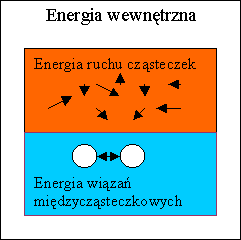 Energia wewnętrzna
Energia ruchu cząsteczek
Energia wiązań
międzycząsteczkowych